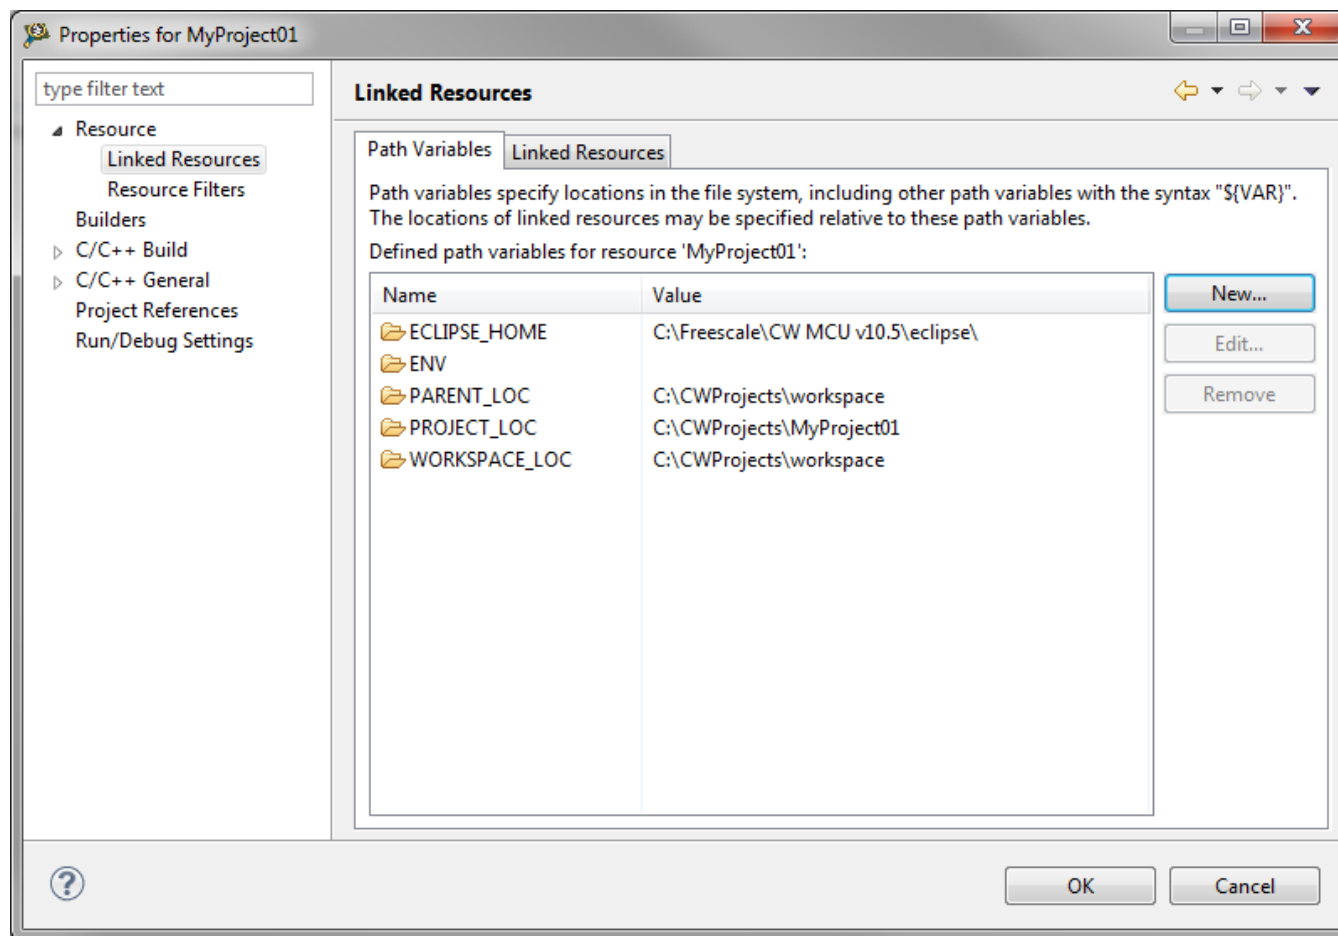 Properties for MyProject01
type filter text
Resource
Linked Resources
Resource Filters
Builders
C/C++ Build
C/C++ General
Project References
Run/Debug Settings
Linked Resources
Path Variables
Linked Resources
Path variables specify locations in the file system, including other path variables with the syntax "${VAR}".
The locations of linked resources may be specified relative to these path variables.
Defined path variables for resource 'MyProject01':
Name Value
ECLIPSE_HOME C:\Freescale\CW MCU v10.5\eclipse\
ENV
PARENT_LOC C:\CWProjects\workspace
PROJECT_LOC C:\CWProjects\MyProject01
WORKSPACE_LOC C:\CWProjects\workspace
New...
Edit...
Remove
?
OK
Cancel